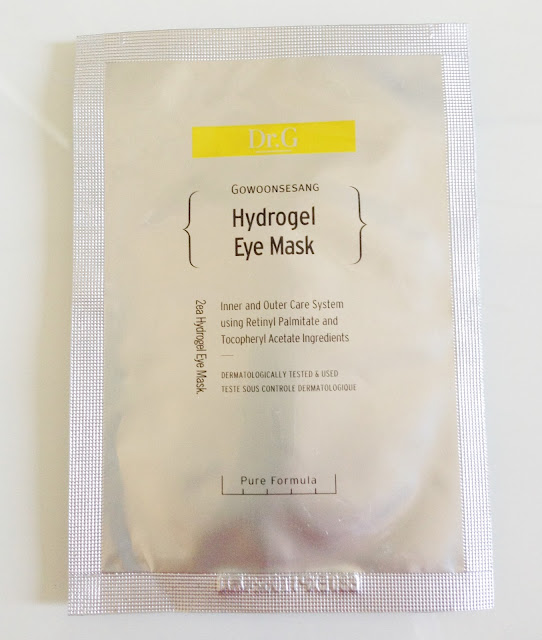 Dr.G
GOWOONSESANG
Hydrogel
Eye Mask
2ea Hydrogel Eye Mask.
Inner and Outer Care System
using Retinyl Palmitate and
Tocopheryl Acetate Ingredients
DERMATOLOGICALLY TESTED & USED
TESTE SOUS CONTROLE DERMATOLOGIQUE
Pure Formula